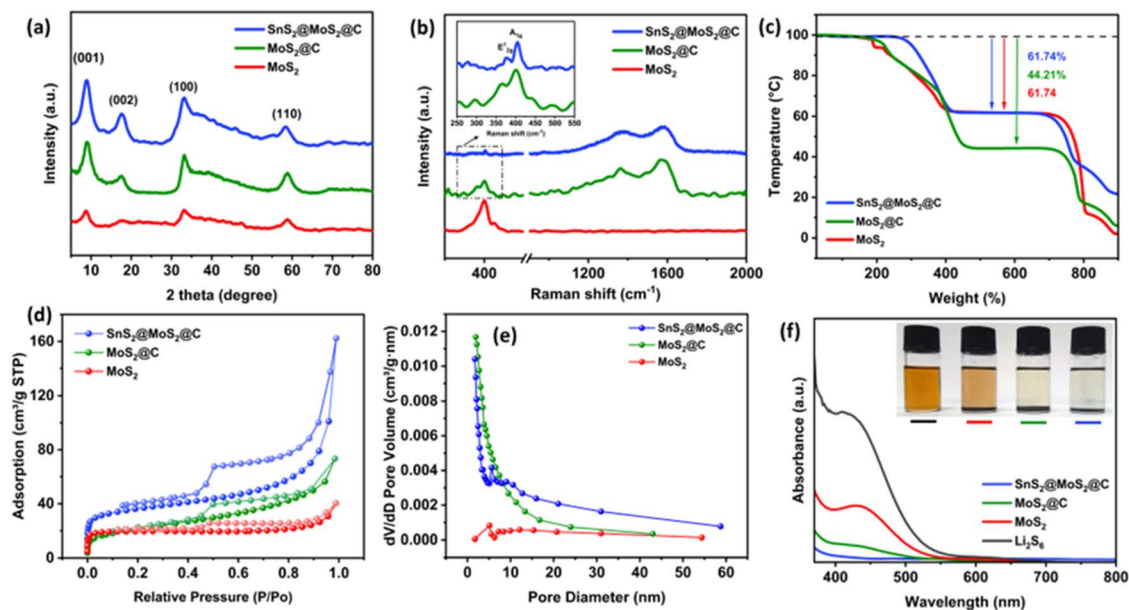 (a)
SnS₂@MoS₂@C
MoS₂@C
MoS₂
(001)
(002)
(100)
(110)
Intensity (a.u.)
10 20 30 40 50 60 70 80
2 theta (degree)
(b)
SnS₂@MoS₂@C
MoS₂@C
MoS₂
A₁g
E¹₂g
250 300 350 400 450 500 550
Raman shift (cm⁻¹)
Intensity (a.u.)
400 1200 1600 2000
Raman shift (cm⁻¹)
(c)
100
80
60
40
20
0
Temperature (°C)
61.74%
44.21%
61.74
SnS₂@MoS₂@C
MoS₂@C
MoS₂
0 200 400 600 800
Weight (%)
(d)
SnS₂@MoS₂@C
MoS₂@C
MoS₂
160
120
80
40
0
Adsorption (cm³/g STP)
0.0 0.2 0.4 0.6 0.8 1.0
Relative Pressure (P/Po)
(e)
SnS₂@MoS₂@C
MoS₂@C
MoS₂
0.012
0.010
0.008
0.006
0.004
0.002
0.000
dV/dD Pore Volume (cm³/g·nm)
0 10 20 30 40 50 60
Pore Diameter (nm)
(f)
Absorbance (a.u.)
SnS₂@MoS₂@C
MoS₂@C
MoS₂
Li₂S₆
400 500 600 700 800
Wavelength (nm)